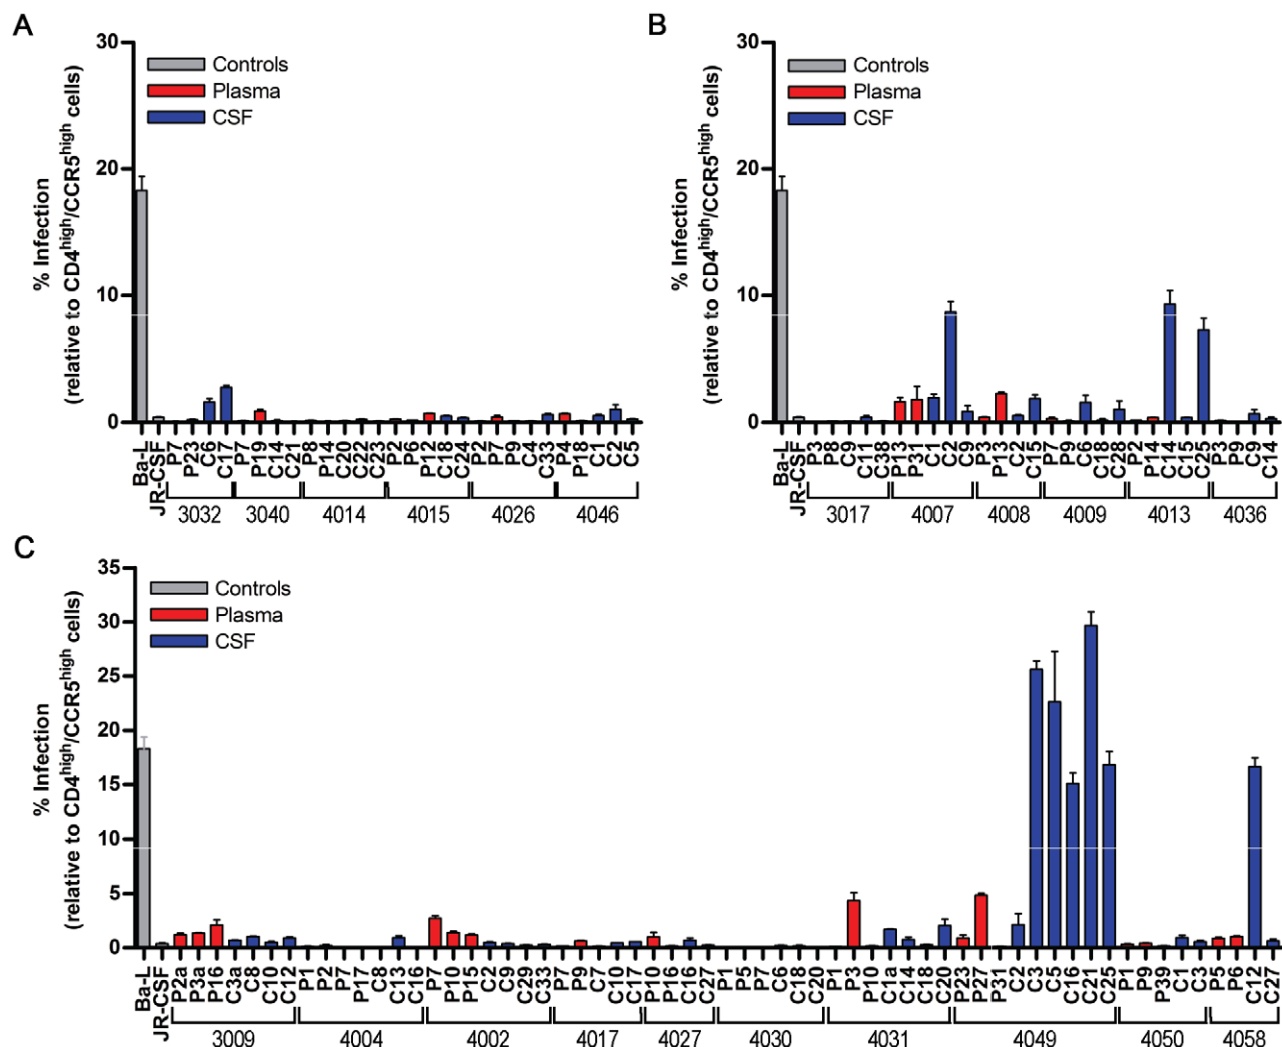 A
30
20
10
0
% Infection
(relative to CD4high/CCR5high cells)
Controls
Plasma
CSF
Ba-L JR-CSF P7 P23 C6 C17 P7 P19 C14 C21 P8 P14 C20 C22 C23 P2 P6 P12 C18 C24 P2 P7 P9 C4 C33 P4 P18 C1 C2 C5
3032 3040 4014 4015 4026 4046
B
30
20
10
0
% Infection
(relative to CD4high/CCR5high cells)
Controls
Plasma
CSF
Ba-L JR-CSF P3 P8 C9 C11 C38 P13 P31 C1 C2 C9 P3 P13 C2 C15 P7 P9 C6 C18 C28 P2 P14 C14 C15 C25 P3 P9 C9 C14
3017 4007 4008 4009 4013 4036
C
35
30
25
20
15
10
5
0
% Infection
(relative to CD4high/CCR5high cells)
Controls
Plasma
CSF
Ba-L JR-CSF P2a P3a P16 C3a C8 C10 C12 P1 P2 P7 P17 C8 C13 C16 P7 P10 P15 C2 C9 C29 C33 P7 P9 C7 C10 C17 P10 P16 C16 C27 P1 P5 P7 C6 C18 C20 P1 P3 P10 C1a C14 C18 C20 P23 P27 P31 C2 C3 C5 C16 C21 C25 P1 P9 P39 C1 C3 P5 P6 C12 C27
3009 4004 4002 4017 4027 4030 4031 4049 4050 4058